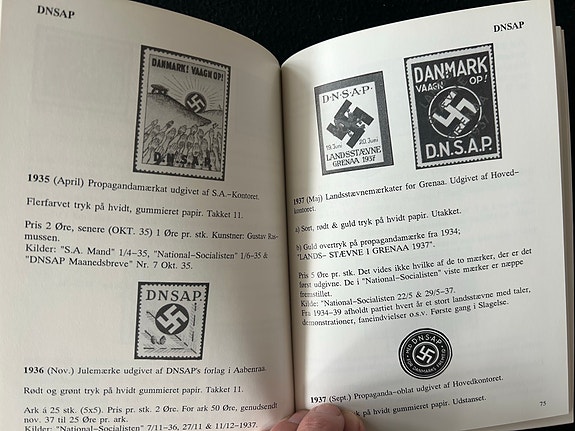 DNSAP
DANMARK! VAAGN OP!
D.N.S.A.P.
1935 (April) Propagandamærkat udgivet af S.A.-Kontoret.
Flerfarvet tryk på hvidt, gummieret papir. Takket 11.
Pris 2 Øre, senere (OKT. 35) 1 Øre pr. stk. Kunstner: Gustav Ras-
mussen.
Kilder: "S.A. Mand" 1/4-35, "National-Socialisten" 1/6-35 &
"DNSAP Maanedsbreve" Nr. 7 Okt. 35.
DNSAP
1936 (Nov.) Julemærke udgivet af DNSAP's forlag i Aabenraa.
Rødt og grønt tryk på hvidt gummieret papir. Takket 11.
Ark á 25 stk. (5x5). Pris pr. stk. 2 Øre. For ark 50 Øre, genudsendt
nov. 37 til 25 Øre pr. ark.
Kilder: "National-Socialisten" 7/11-36, 27/11 & 11/12-1937.
DNSAP
D·N·S·A·P·
19.Juni 20.Juni
LANDSSTÆVNE
GRENAA 1937
DANMARK
VAAGN OP!
D.N.S.A.P.
1937 (Maj) Landsstævnemærkater for Grenaa. Udgivet af Hoved-
kontoret.
a) Sort, rødt & guld tryk på hvidt papir. Utakket.
b) Guld overtryk på propagandamærke fra 1934;
"LANDS- STÆVNE I GRENAA 1937".
Pris 5 Øre pr. stk. Det vides ikke hvilke af de to mærker, der er det
først udgivne. De i "National-Socialisten" viste mærker er næppe
fremstillet.
Kilde: "National-Socialisten 22/5 & 29/5-37.
Fra 1934-39 afholdt partiet hvert år et stort landsstævne med taler,
demonstrationer, faneindvielser o.s.v. Første gang i Slagelse.
DNSAP
1937 (Sept.) Propaganda-oblat udgivet af Hovedkontoret.
tryk på hvidt gummieret papir. Udstanset.
75